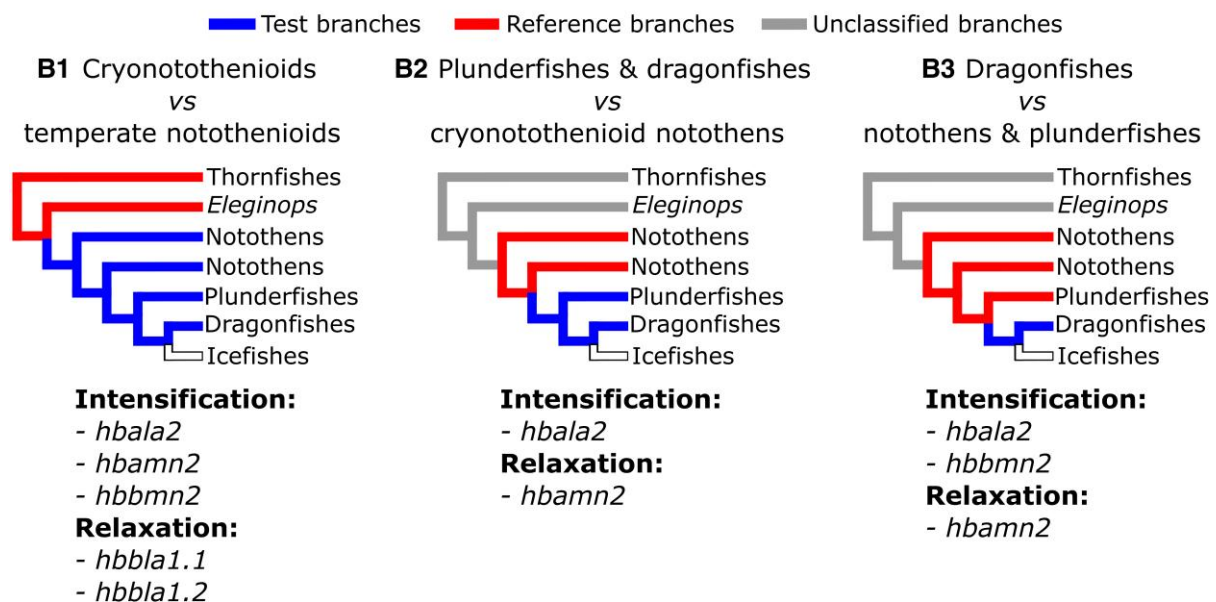 Test branches Reference branches Unclassified branches
B1 Cryonotothenioids
vs
temperate notothenioids
Thornfishes
Eleginops
Notothens
Notothens
Plunderfishes
Dragonfishes
Icefishes
Intensification:
- hbala2
- hbamn2
- hbbmn2
Relaxation:
- hbbla1.1
- hbbla1.2
B2 Plunderfishes & dragonfishes
vs
cryonotothenioid notothens
Thornfishes
Eleginops
Notothens
Notothens
Plunderfishes
Dragonfishes
Icefishes
Intensification:
- hbala2
Relaxation:
- hbamn2
B3 Dragonfishes
vs
notothens & plunderfishes
Thornfishes
Eleginops
Notothens
Notothens
Plunderfishes
Dragonfishes
Icefishes
Intensification:
- hbala2
- hbbmn2
Relaxation:
- hbamn2